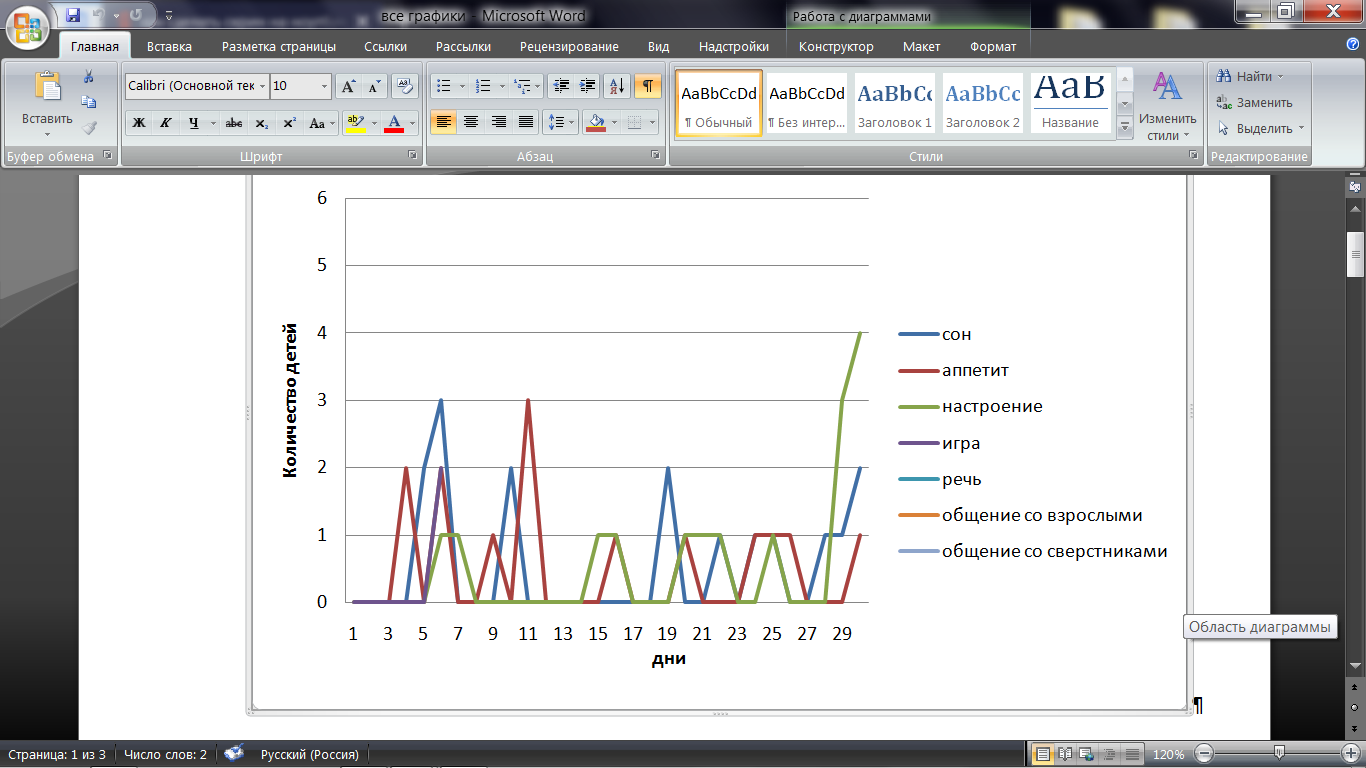 все графики - Microsoft Word
Работа с диаграммами
Главная Вставка Разметка страницы Ссылки Рассылки Рецензирование Вид Надстройки Конструктор Макет Формат
Calibri (Основной тек 10
AaBbCcDd AaBbCcDd AaBbCc AaBbCc AaB
Вставить
Ж К Ч abc x₂ x² Aa
¶ Обычный ¶ Без интер... Заголовок 1 Заголовок 2 Название
Изменить стили
Найти
Заменить
Выделить
Буфер обмена Шрифт Абзац Стили Редактирование
6
5
4
3
2
1
0
Количество детей
1 3 5 7 9 11 13 15 17 19 21 23 25 27 29
дни
сон
аппетит
настроение
игра
речь
общение со взрослыми
общение со сверстниками
Область диаграммы
¶
Страница: 1 из 3 Число слов: 2 Русский (Россия) 120%